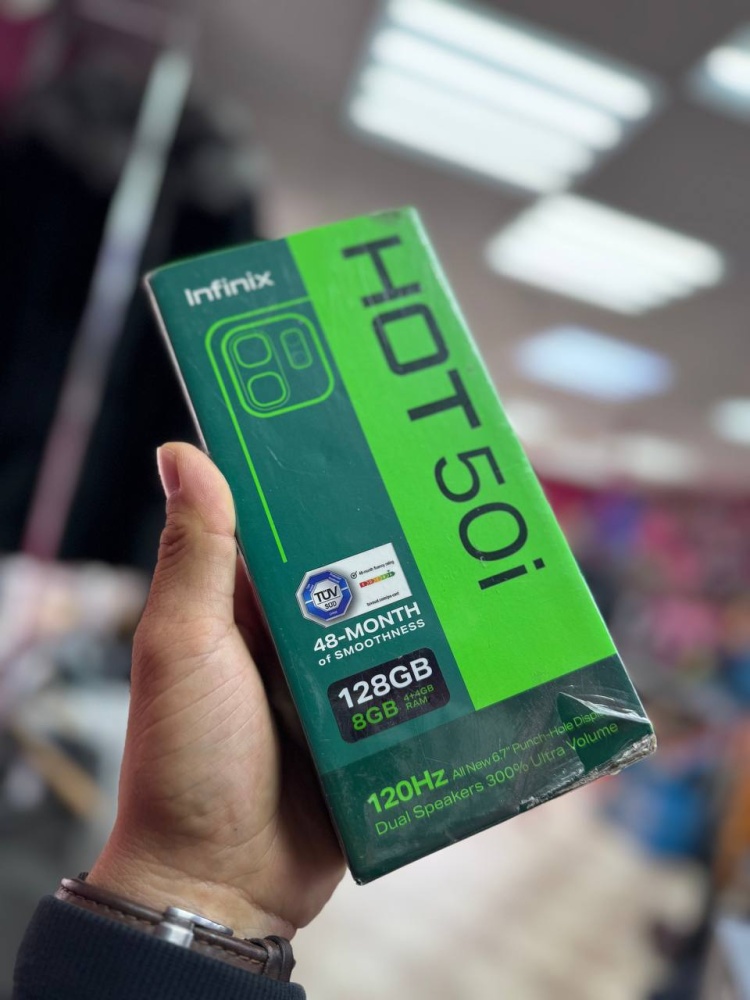 Infinix
HOT 50i
TÜV
SÜD
48-MONTH
of SMOOTHNESS
128GB
8GB 4+4GB
RAM
120Hz All New 6.7" Punch-Hole
Dual Speakers 300% Ultra Volume